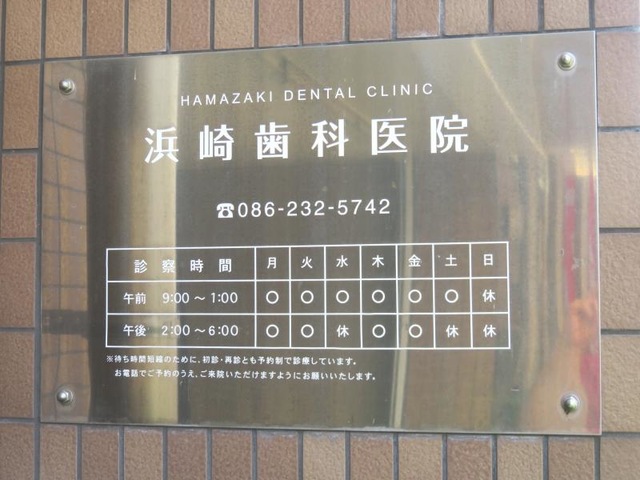 HAMAZAKI DENTAL CLINIC
浜崎歯科医院
☎086-232-5742
診察時間 月 火 水 木 金 土 日
午前 9:00～1:00 ○ ○ ○ ○ ○ ○ 休
午後 2:00～6:00 ○ ○ 休 ○ ○ 休 休
※待ち時間短縮のために、初診・再診とも予約制で診療しています。
お電話でご予約のうえ、ご来院いただけますようにお願いいたします。